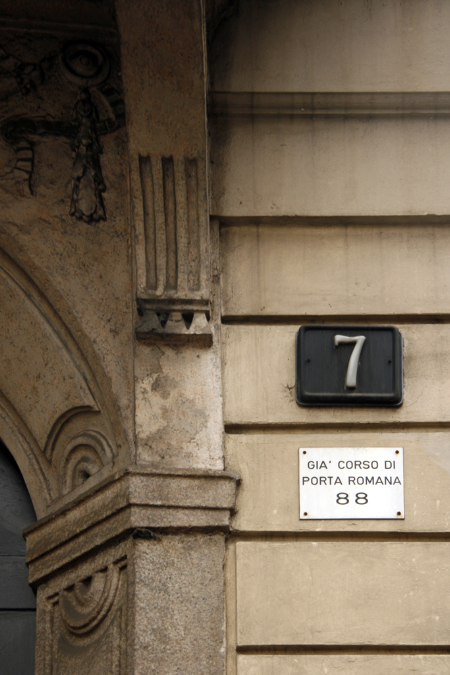 7
GIA' CORSO DI
PORTA ROMANA
88